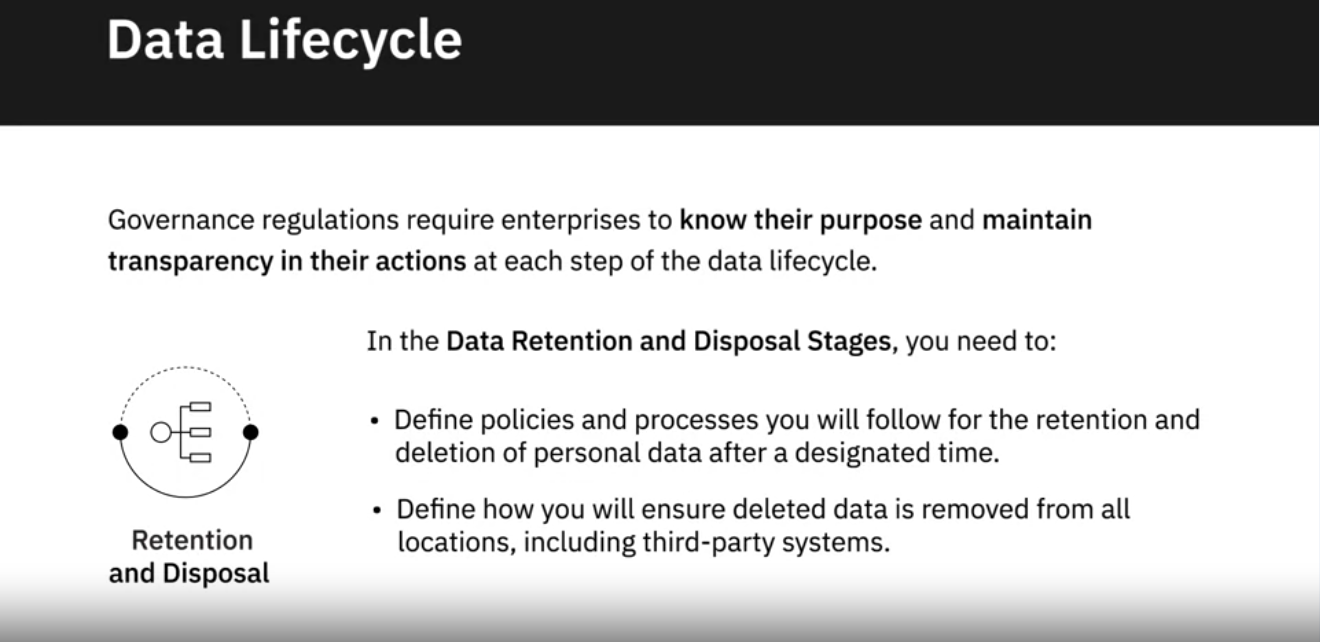 Data Lifecycle
Governance regulations require enterprises to know their purpose and maintain
transparency in their actions at each step of the data lifecycle.
In the Data Retention and Disposal Stages, you need to:
• Define policies and processes you will follow for the retention and
deletion of personal data after a designated time.
• Define how you will ensure deleted data is removed from all
locations, including third-party systems.
Retention
and Disposal